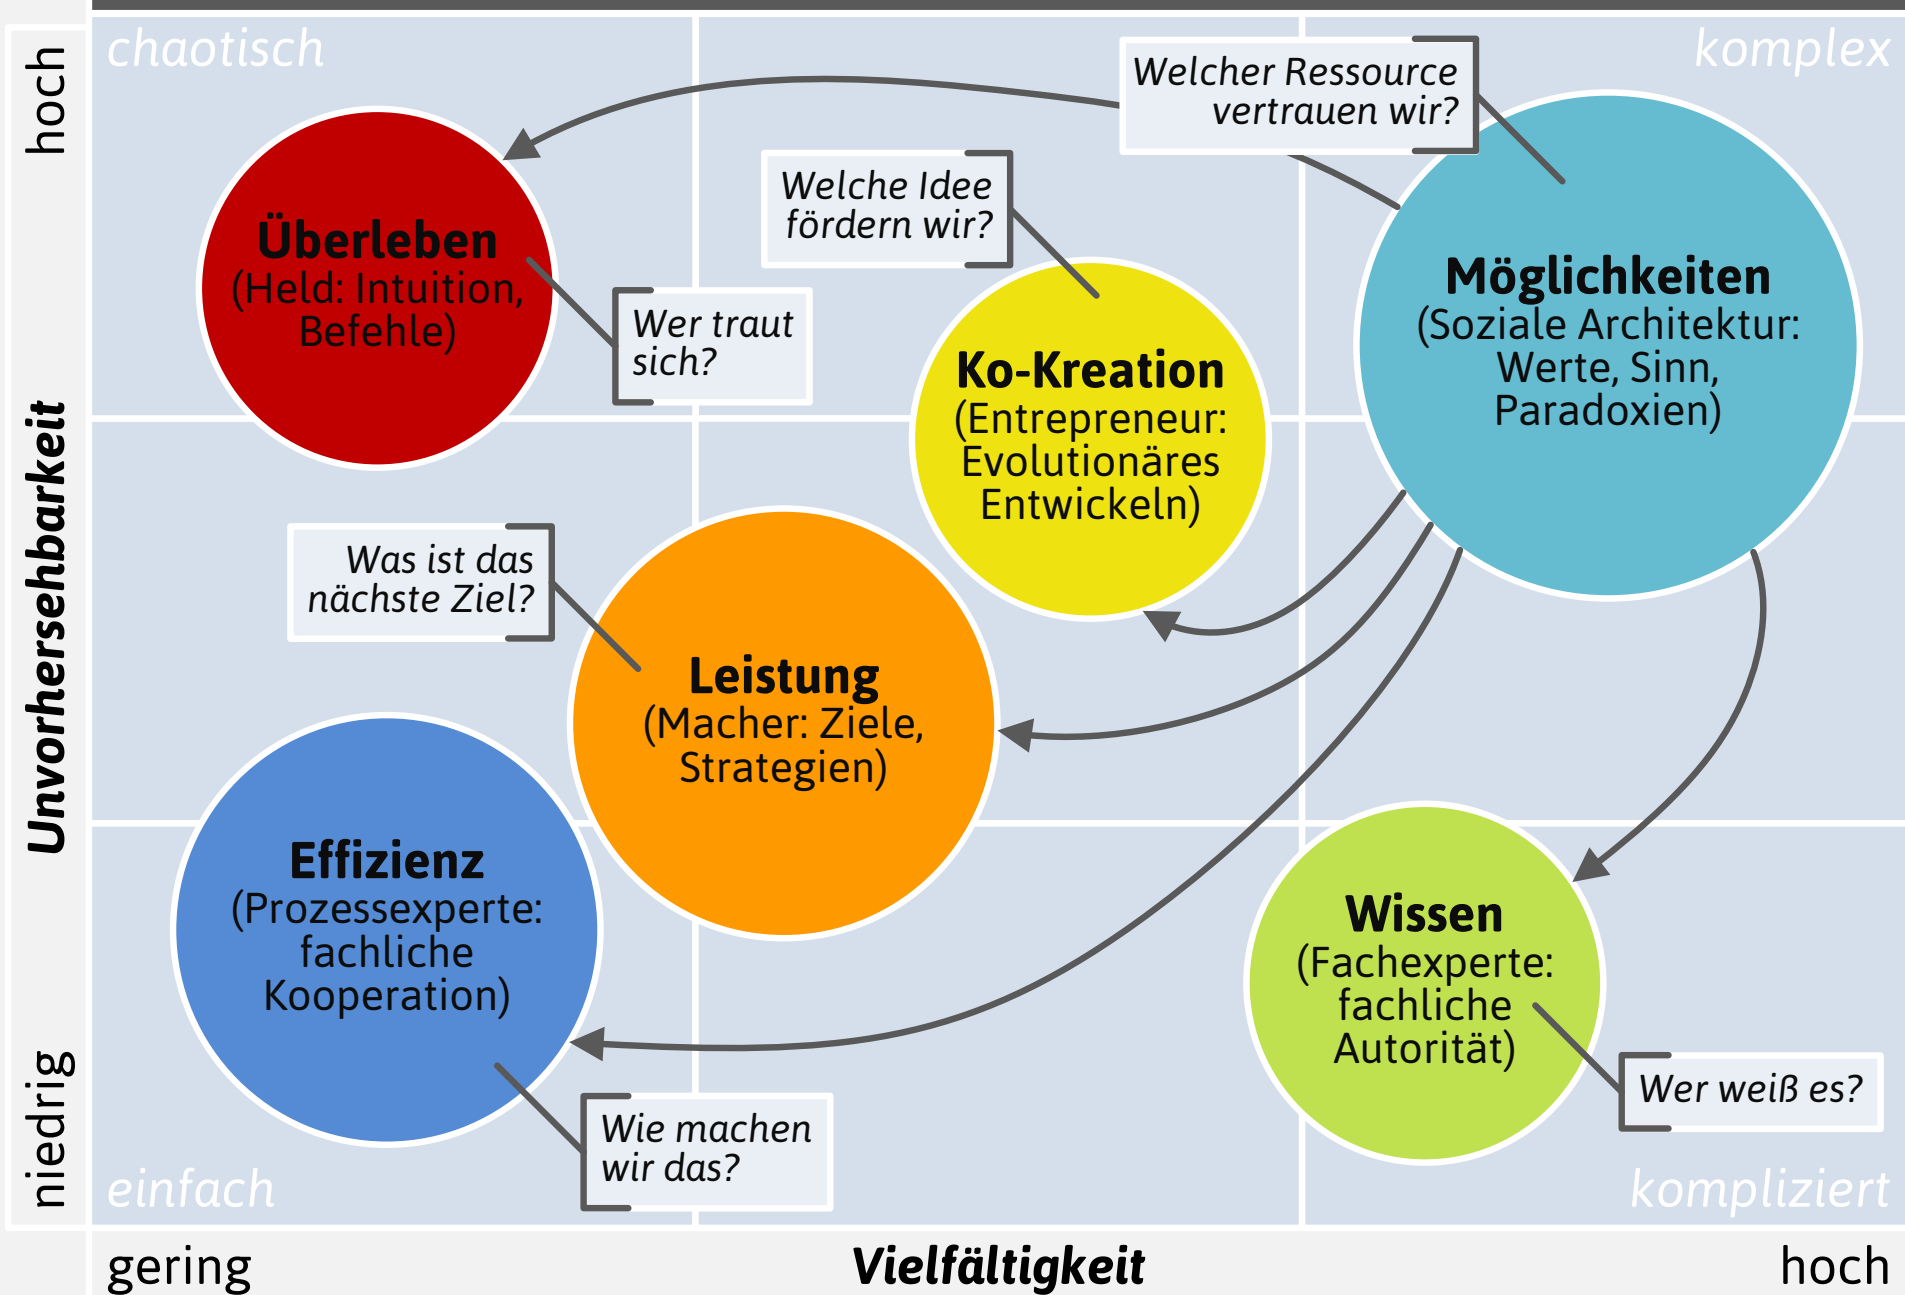 chaotisch
komplex
hoch
Welcher Ressource
vertrauen wir?
Welche Idee
fördern wir?
Überleben
(Held: Intuition,
Befehle)
Wer traut
sich?
Möglichkeiten
(Soziale Architektur:
Werte, Sinn,
Paradoxien)
Ko-Kreation
(Entrepreneur:
Evolutionäres
Entwickeln)
Unvorhersehbarkeit
Was ist das
nächste Ziel?
Leistung
(Macher: Ziele,
Strategien)
Effizienz
(Prozessexperte:
fachliche
Kooperation)
Wissen
(Fachexperte:
fachliche
Autorität)
Wer weiß es?
Wie machen
wir das?
niedrig
einfach
kompliziert
gering
Vielfältigkeit
hoch